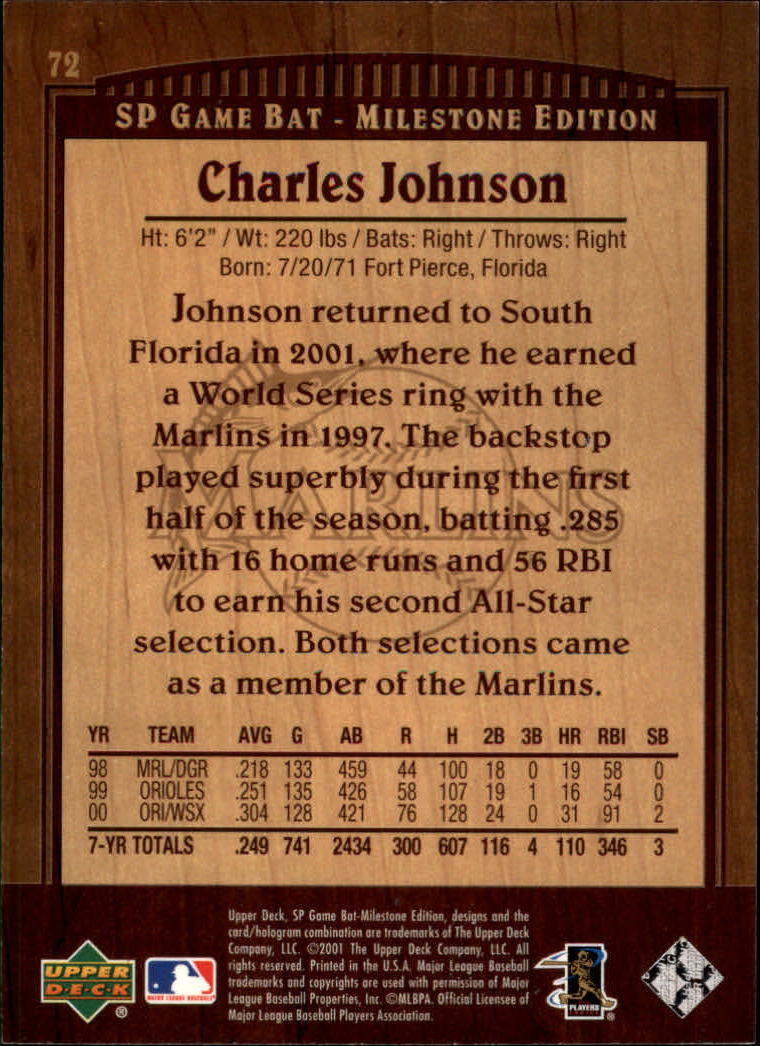 72
SP GAME BAT - MILESTONE EDITION
Charles Johnson
Ht: 6'2" / Wt: 220 lbs / Bats: Right / Throws: Right
Born: 7/20/71 Fort Pierce, Florida
Johnson returned to South
Florida in 2001, where he earned
a World Series ring with the
Marlins in 1997. The backstop
played superbly during the first
half of the season, batting .285
with 16 home runs and 56 RBI
to earn his second All-Star
selection. Both selections came
as a member of the Marlins.
MARLINS
YR TEAM AVG G AB R H 2B 3B HR RBI SB
98 MRL/DGR .218 133 459 44 100 18 0 19 58 0
99 ORIOLES .251 135 426 58 107 19 1 16 54 0
00 ORI/WSX .304 128 421 76 128 24 0 31 91 2
7-YR TOTALS .249 741 2434 300 607 116 4 110 346 3
Upper Deck, SP Game Bat-Milestone Edition, designs and the
card/hologram combination are trademarks of The Upper Deck
Company, LLC. ©2001 The Upper Deck Company, LLC. All
rights reserved. Printed in the U.S.A. Major League Baseball
trademarks and copyrights are used with permission of Major
League Baseball Properties, Inc. ©MLBPA. Official Licensee of
Major League Baseball Players Association.
UPPER
D·E·C·K
®
MAJOR LEAGUE BASEBALL
PLAYERS
®